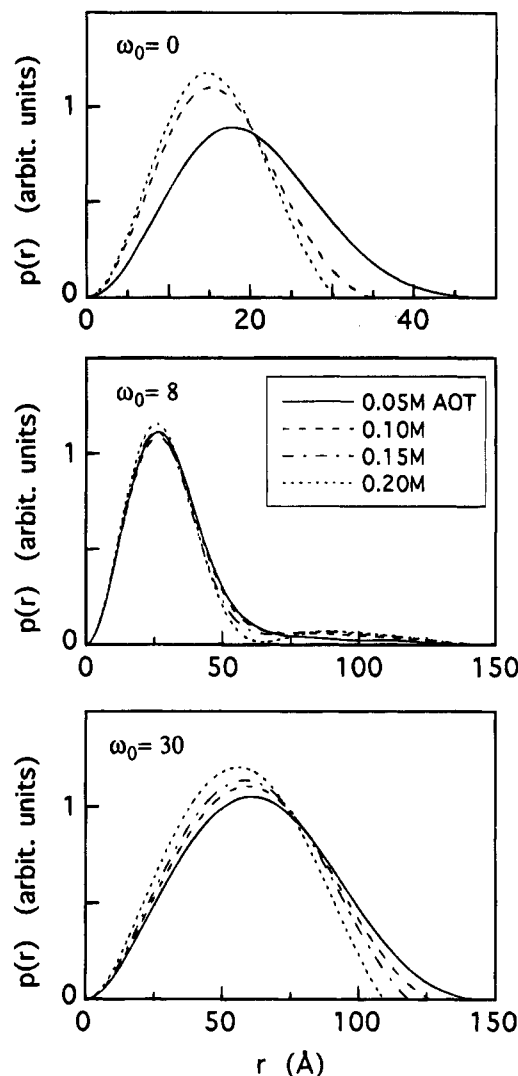 ω₀= 0
p(r) (arbit. units)
1
0
0
20
40
ω₀= 8
0.05M AOT
0.10M
0.15M
0.20M
p(r) (arbit. units)
1
0
0
50
100
150
ω₀= 30
p(r) (arbit. units)
1
0
0
50
100
150
r (Å)